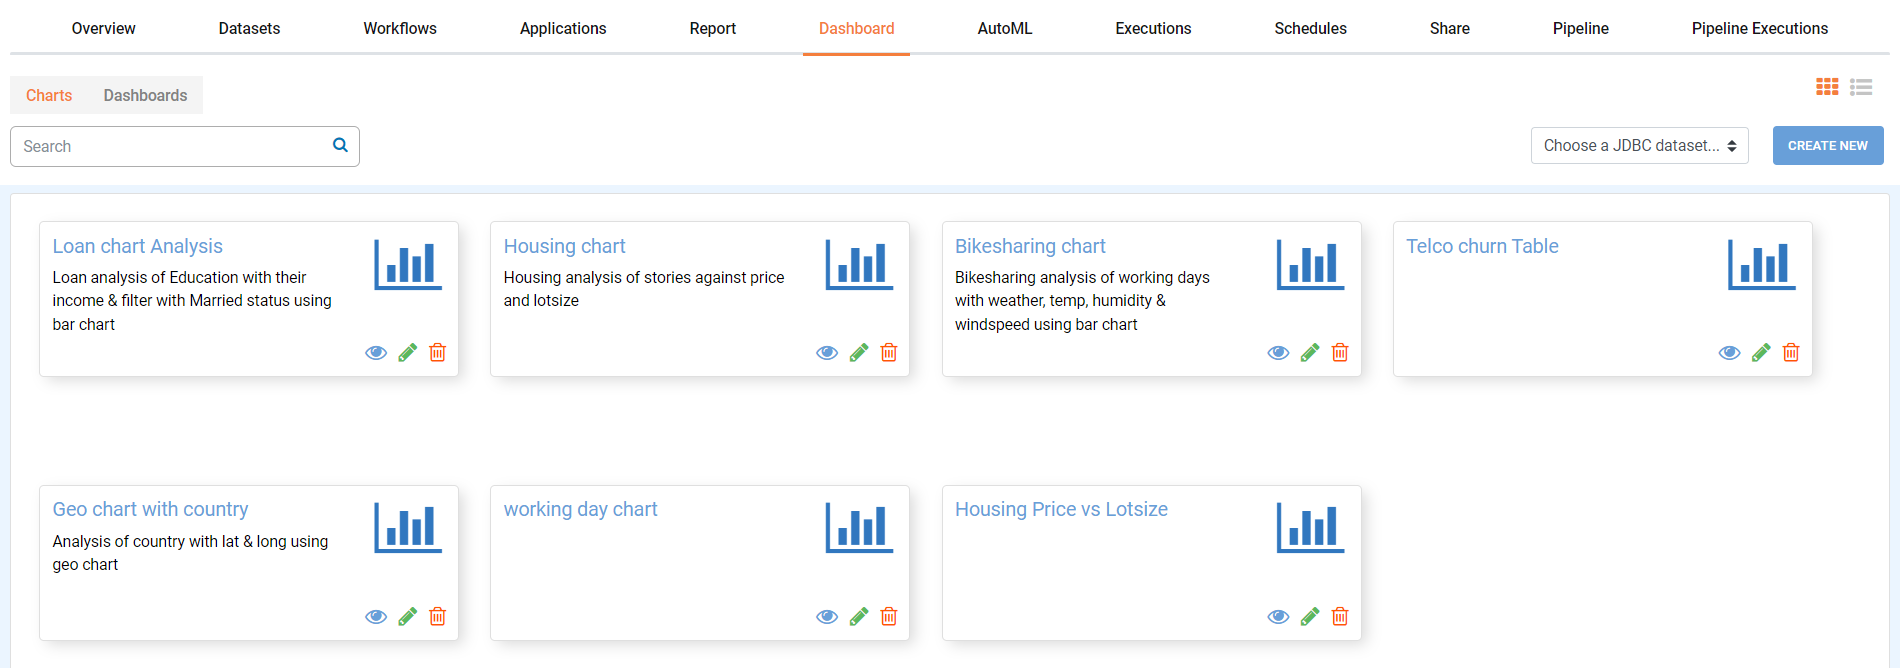 Overview Datasets Workflows Applications Report Dashboard AutoML Executions Schedules Share Pipeline Pipeline Executions
Charts Dashboards
Search
Choose a JDBC dataset...
CREATE NEW
Loan chart Analysis
Loan analysis of Education with their
income & filter with Married status using
bar chart
Housing chart
Housing analysis of stories against price
and lotsize
Bikesharing chart
Bikesharing analysis of working days
with weather, temp, humidity &
windspeed using bar chart
Telco churn Table
Geo chart with country
Analysis of country with lat & long using
geo chart
working day chart
Housing Price vs Lotsize